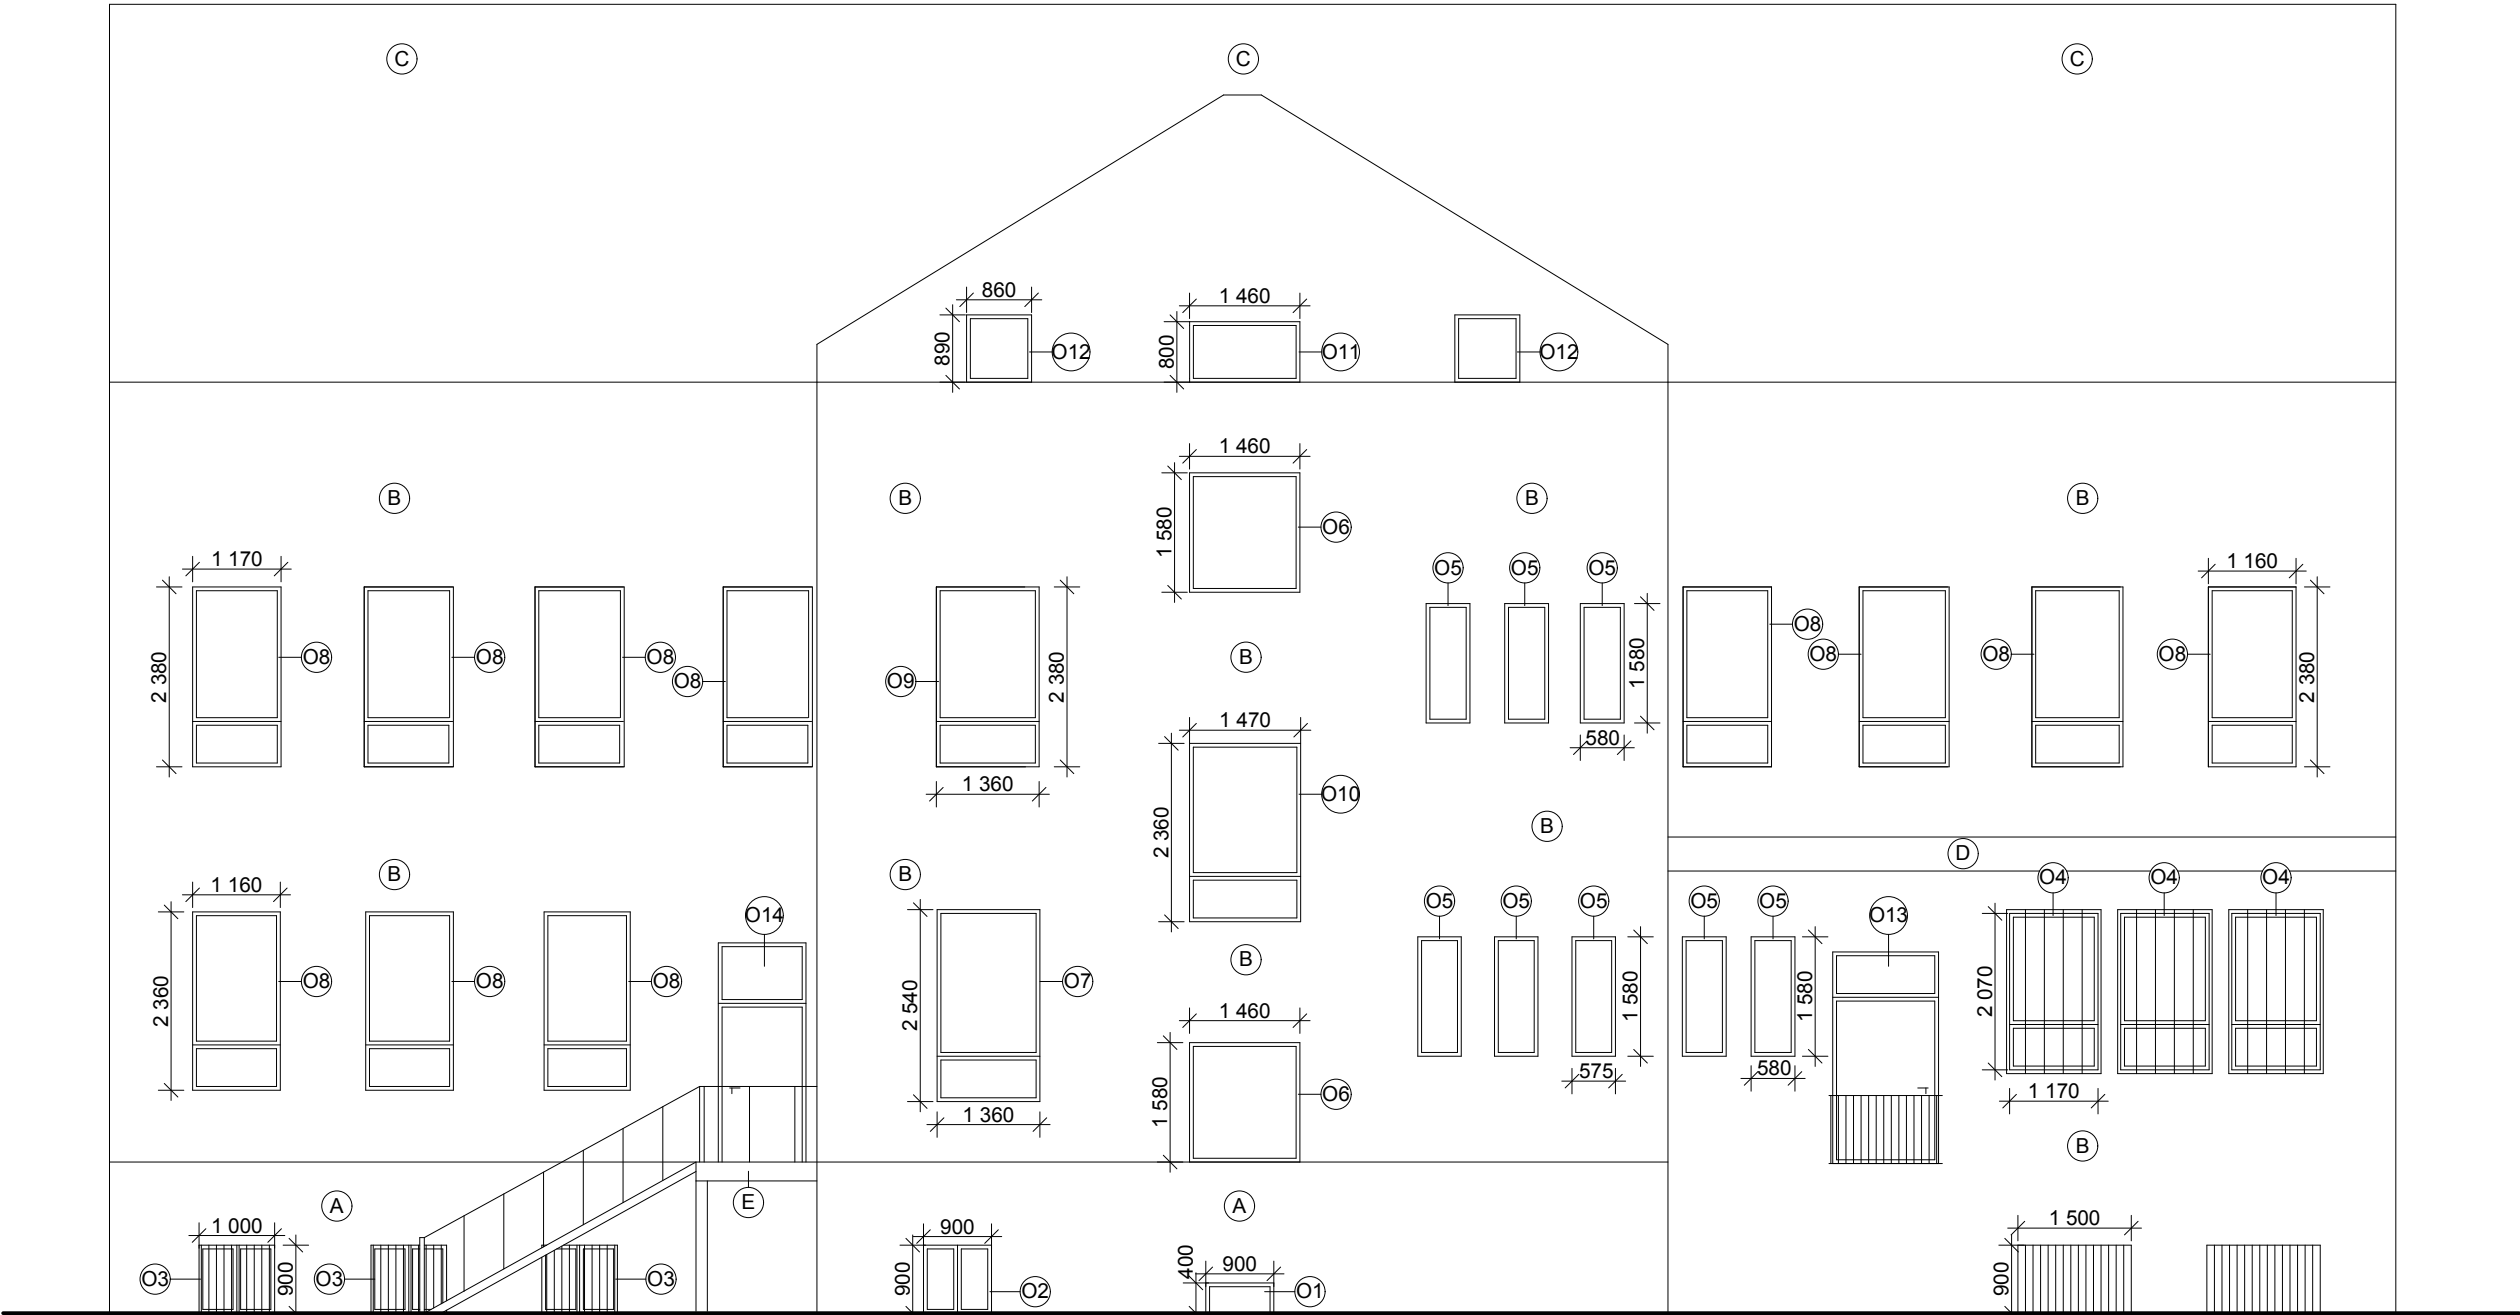 C C C
860 1 460
890 O12 800 O11 O12
1 460
B B 1 580 O6 B B
1 170 O5 O5 O5 1 160
2 380 O8 O8 O8 O8 O9 2 380 B 1 580 O8 O8 O8 O8 2 380
1 470 580
1 360 2 360 O10
B D
1 160 B B O4 O4 O4
O14 O5 O5 O5 O5 O5 O13
2 360 O8 O8 O8 2 540 O7 B 1 580 1 580 2 070
1 460
575 580
1 360 1 580 O6 1 170
B
A E A
1 000 900 1 500
O3 O3 900 O3 900 O2 400 900 O1 900